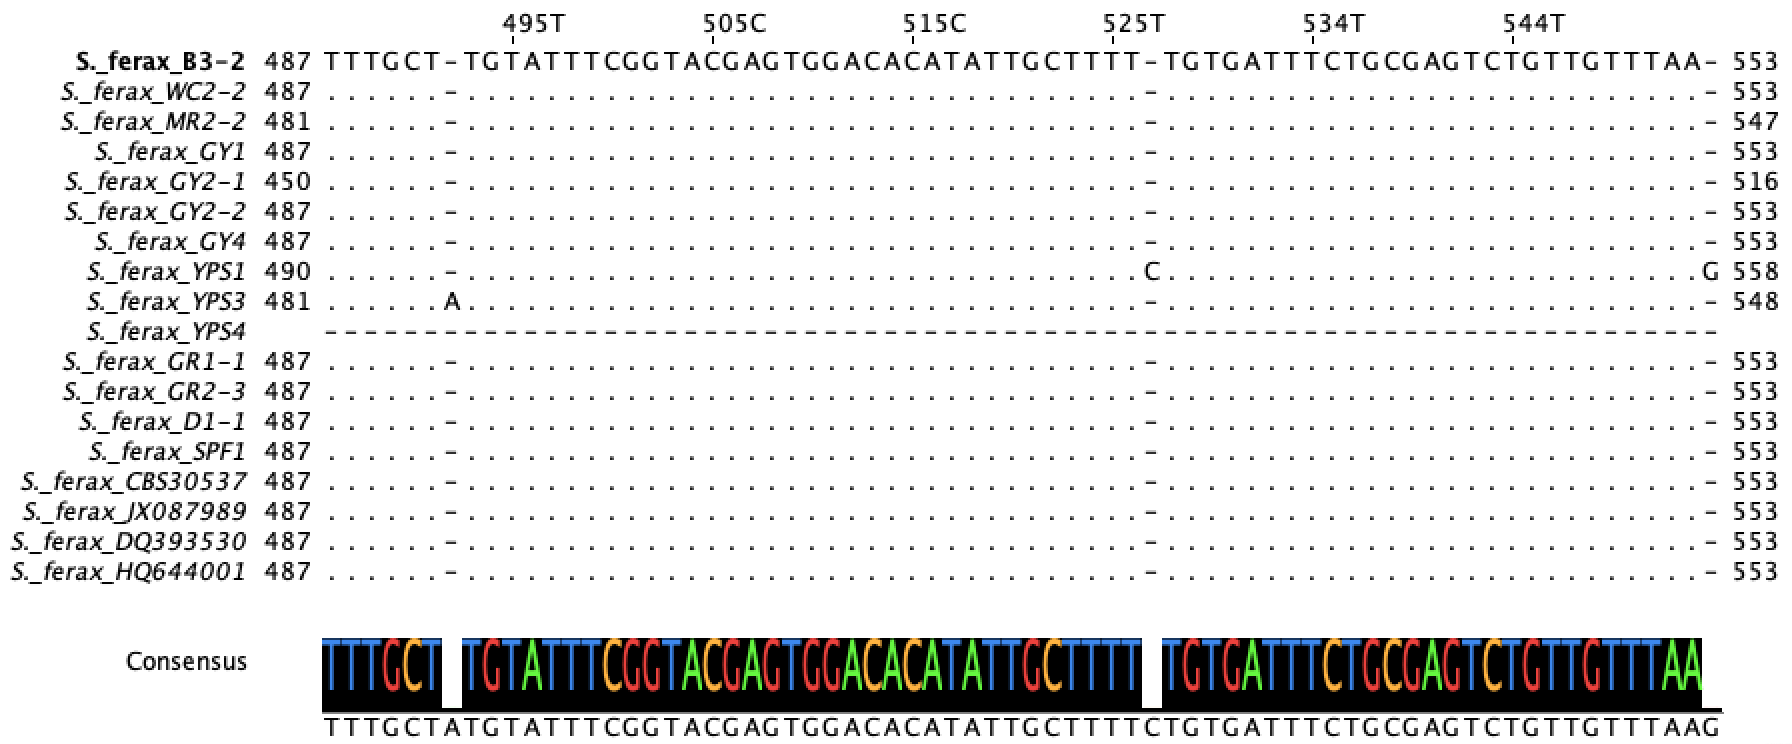 495T 505C 515C 525T 534T 544T
S._ferax_B3-2 487 TTTGCT-TGTATTTCGGTACGAGTGGACACATATTGCTTTT-TGTGATTTCTGCGAGTCTGTTGTTTAA- 553
S._ferax_WC2-2 487 ......-..................................-...........................- 553
S._ferax_MR2-2 481 ......-..................................-...........................- 547
S._ferax_GY1 487 ......-..................................-...........................- 553
S._ferax_GY2-1 450 ......-..................................-...........................- 516
S._ferax_GY2-2 487 ......-..................................-...........................- 553
S._ferax_GY4 487 ......-..................................-...........................- 553
S._ferax_YPS1 490 ......-..................................C...........................G 558
S._ferax_YPS3 481 ......A..................................-...........................- 548
S._ferax_YPS4 ----------------------------------------------------------------------
S._ferax_GR1-1 487 ......-..................................-...........................- 553
S._ferax_GR2-3 487 ......-..................................-...........................- 553
S._ferax_D1-1 487 ......-..................................-...........................- 553
S._ferax_SPF1 487 ......-..................................-...........................- 553
S._ferax_CBS30537 487 ......-..................................-...........................- 553
S._ferax_JX087989 487 ......-..................................-...........................- 553
S._ferax_DQ393530 487 ......-..................................-...........................- 553
S._ferax_HQ644001 487 ......-..................................-...........................- 553
Consensus TTTGCT TGTATTTCGGTACGAGTGGACACATATTGCTTTT TGTGATTTCTGCGAGTCTGTTGTTTAA
TTTGCTATGTATTTCGGTACGAGTGGACACATATTGCTTTTCTGTGATTTCTGCGAGTCTGTTGTTTAAG